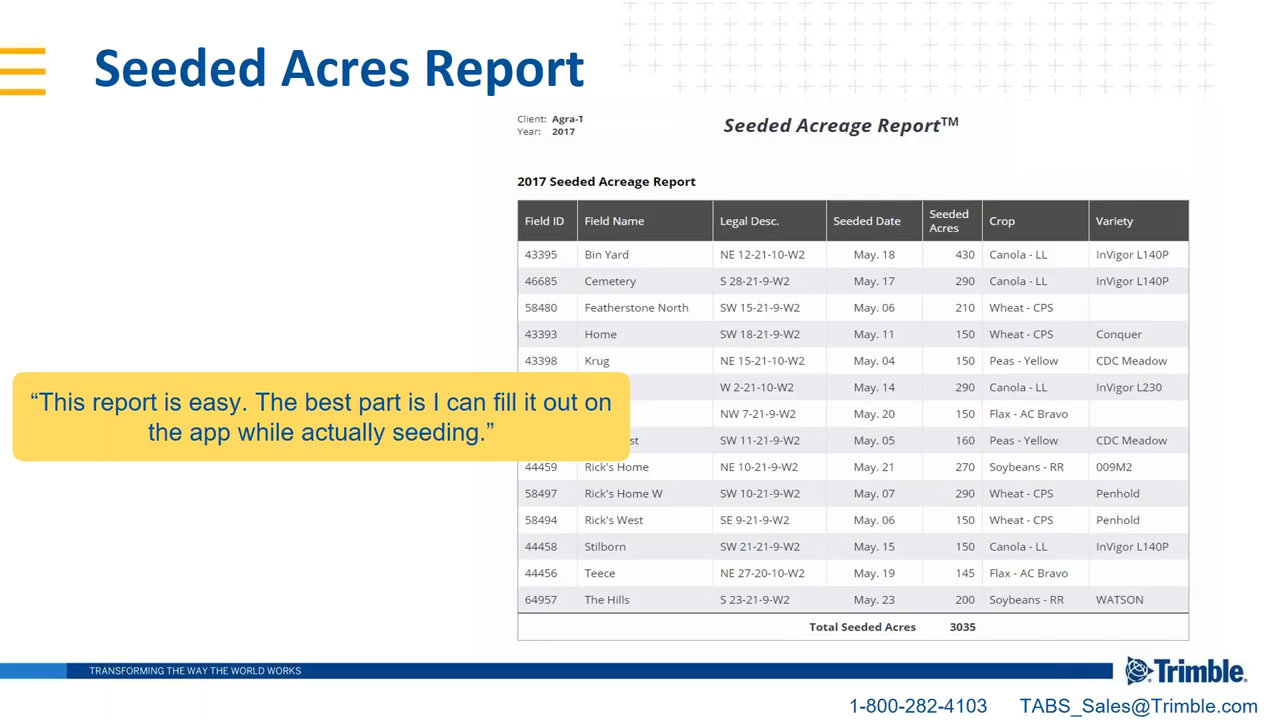 Seeded Acres Report
Client: Agra-T
Year: 2017
Seeded Acreage Report™
2017 Seeded Acreage Report
Field ID Field Name Legal Desc. Seeded Date Seeded Acres Crop Variety
43395 Bin Yard NE 12-21-10-W2 May. 18 430 Canola - LL InVigor L140P
46685 Cemetery S 28-21-9-W2 May. 17 290 Canola - LL InVigor L140P
58480 Featherstone North SW 15-21-9-W2 May. 06 210 Wheat - CPS
43393 Home SW 18-21-9-W2 May. 11 150 Wheat - CPS Conquer
43398 Krug NE 15-21-10-W2 May. 04 150 Peas - Yellow CDC Meadow
W 2-21-10-W2 May. 14 290 Canola - LL InVigor L230
NW 7-21-9-W2 May. 20 150 Flax - AC Bravo
SW 11-21-9-W2 May. 05 160 Peas - Yellow CDC Meadow
“This report is easy. The best part is I can fill it out on
the app while actually seeding.”
44459 Rick's Home NE 10-21-9-W2 May. 21 270 Soybeans - RR 009M2
58497 Rick's Home W SW 10-21-9-W2 May. 07 290 Wheat - CPS Penhold
58494 Rick's West SE 9-21-9-W2 May. 06 150 Wheat - CPS Penhold
44458 Stilborn SW 21-21-9-W2 May. 15 150 Canola - LL InVigor L140P
44456 Teece NE 27-20-10-W2 May. 19 145 Flax - AC Bravo
64957 The Hills S 23-21-9-W2 May. 23 200 Soybeans - RR WATSON
Total Seeded Acres 3035
TRANSFORMING THE WAY THE WORLD WORKS
Trimble
1-800-282-4103 TABS_Sales@Trimble.com